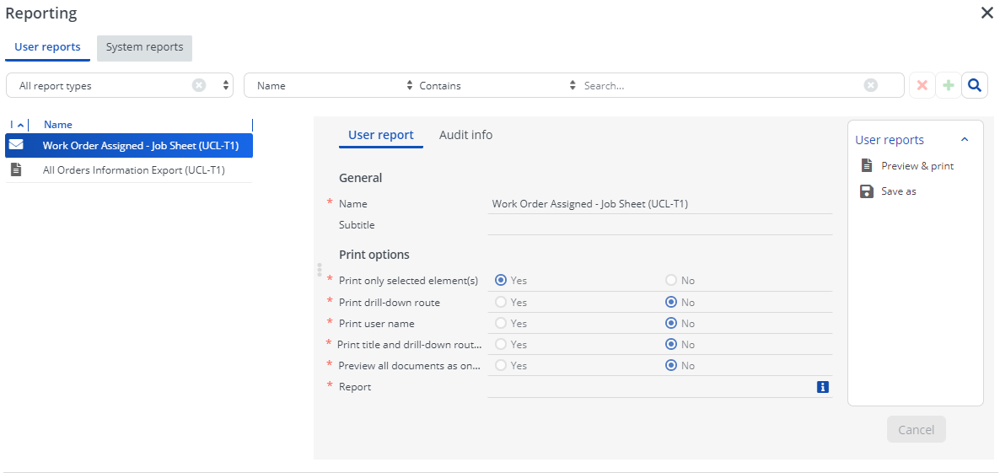 Reporting
User reports System reports
All report types Name Contains Search...
I Name
Work Order Assigned - Job Sheet (UCL-T1)
All Orders Information Export (UCL-T1)
User report Audit info
General
* Name Work Order Assigned - Job Sheet (UCL-T1)
Subtitle
Print options
* Print only selected element(s) Yes No
* Print drill-down route Yes No
* Print user name Yes No
* Print title and drill-down rout... Yes No
* Preview all documents as on... Yes No
* Report
User reports
Preview & print
Save as
Cancel